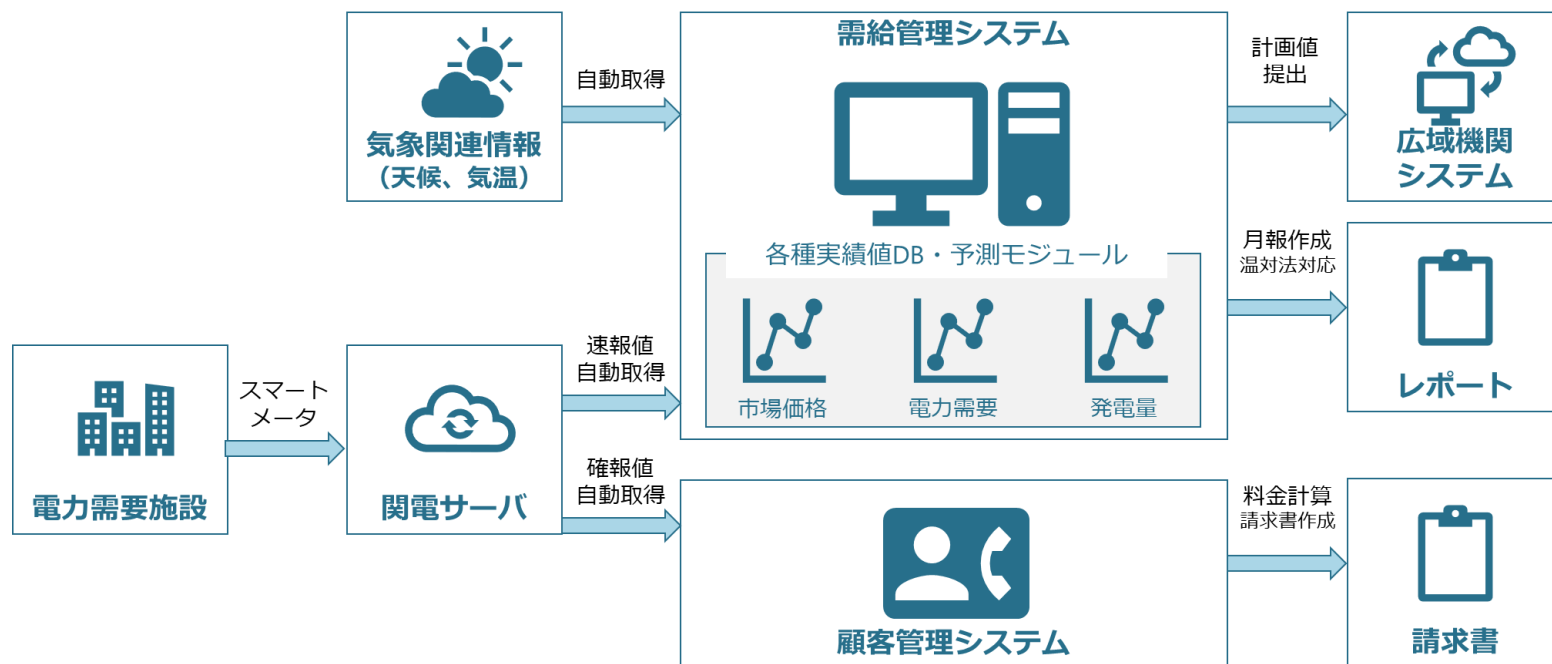 気象関連情報
（天候、気温）
自動取得
需給管理システム
各種実績値DB・予測モジュール
市場価格
電力需要
発電量
計画値
提出
広域機関
システム
月報作成
温対法対応
レポート
電力需要施設
スマート
メータ
関電サーバ
速報値
自動取得
確報値
自動取得
顧客管理システム
料金計算
請求書作成
請求書